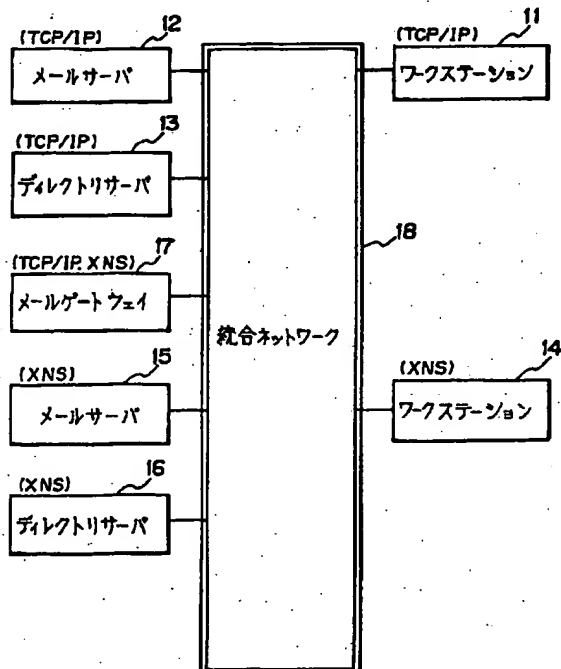 (TCP/IP)
12
メールサーバ
(TCP/IP)
13
ディレクトリサーバ
(TCP/IP, XNS)
17
メールゲートウェイ
(XNS)
15
メールサーバ
(XNS)
16
ディレクトリサーバ
統合ネットワーク
18
(TCP/IP)
11
ワークステーション
(XNS)
14
ワークステーション